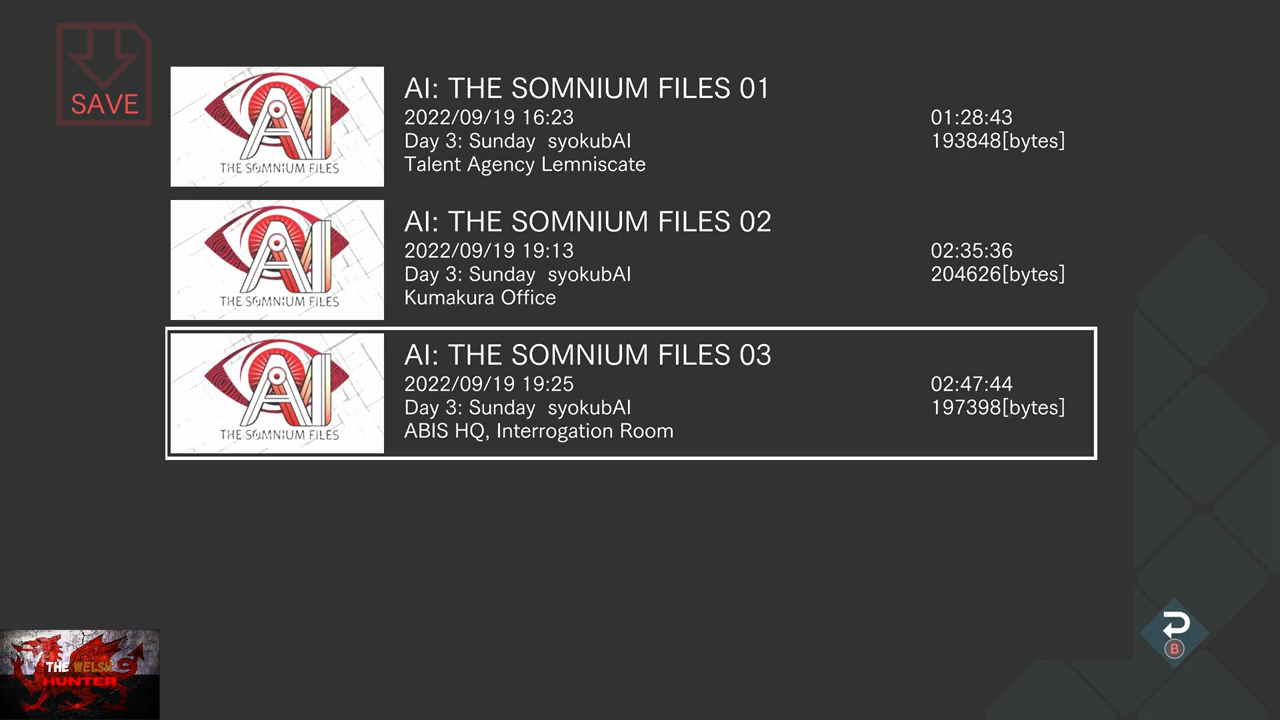 SAVE
AI: THE SOMNIUM FILES 01
2022/09/19 16:23
01:28:43
Day 3: Sunday syokubAI
193848[bytes]
Talent Agency Lemniscate
AI
THE SOMNIUM FILES
AI: THE SOMNIUM FILES 02
2022/09/19 19:13
02:35:36
Day 3: Sunday syokubAI
204626[bytes]
Kumakura Office
AI
THE SOMNIUM FILES
AI: THE SOMNIUM FILES 03
2022/09/19 19:25
02:47:44
Day 3: Sunday syokubAI
197398[bytes]
ABIS HQ, Interrogation Room
AI
THE SOMNIUM FILES
B
THE WELSH
HUNTER